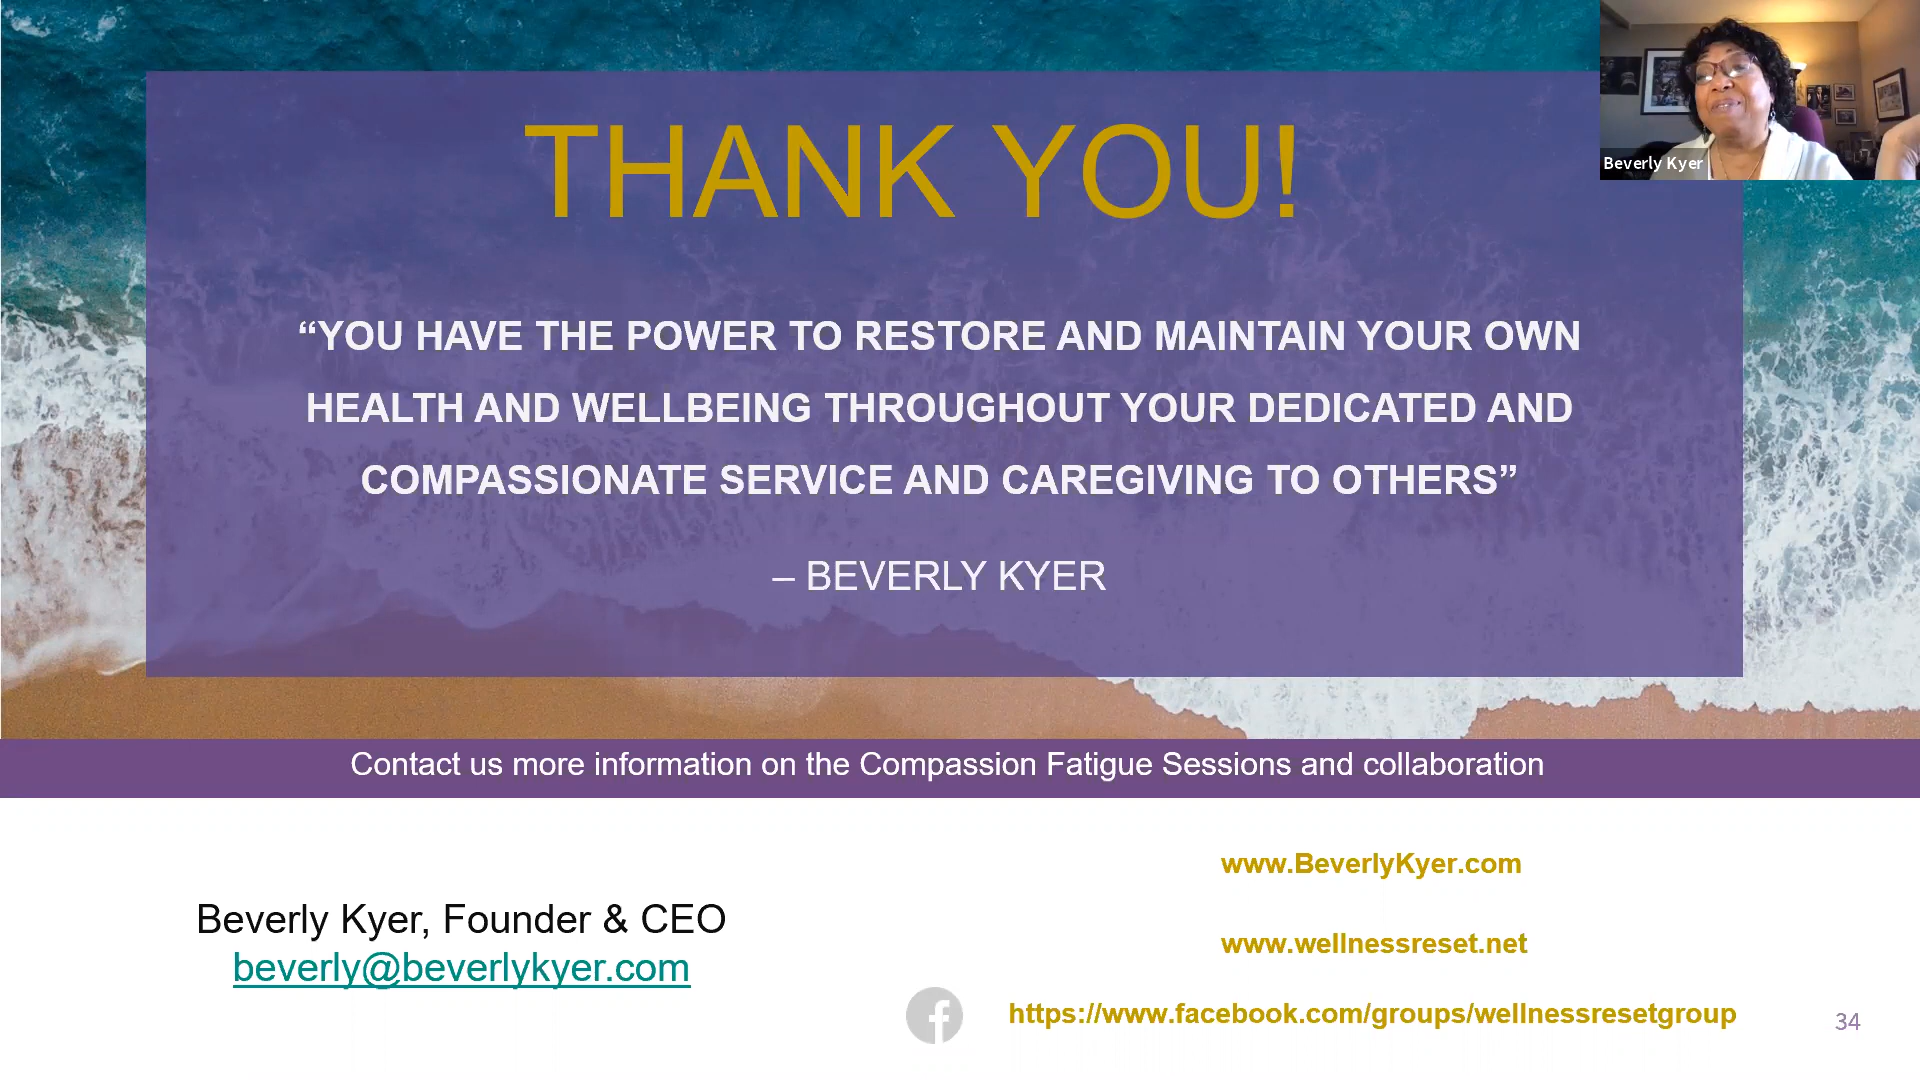 THANK YOU!
“YOU HAVE THE POWER TO RESTORE AND MAINTAIN YOUR OWN
HEALTH AND WELLBEING THROUGHOUT YOUR DEDICATED AND
COMPASSIONATE SERVICE AND CAREGIVING TO OTHERS”
– BEVERLY KYER
Beverly Kyer
Contact us more information on the Compassion Fatigue Sessions and collaboration
Beverly Kyer, Founder & CEO
beverly@beverlykyer.com
www.BeverlyKyer.com
www.wellnessreset.net
https://www.facebook.com/groups/wellnessresetgroup
34